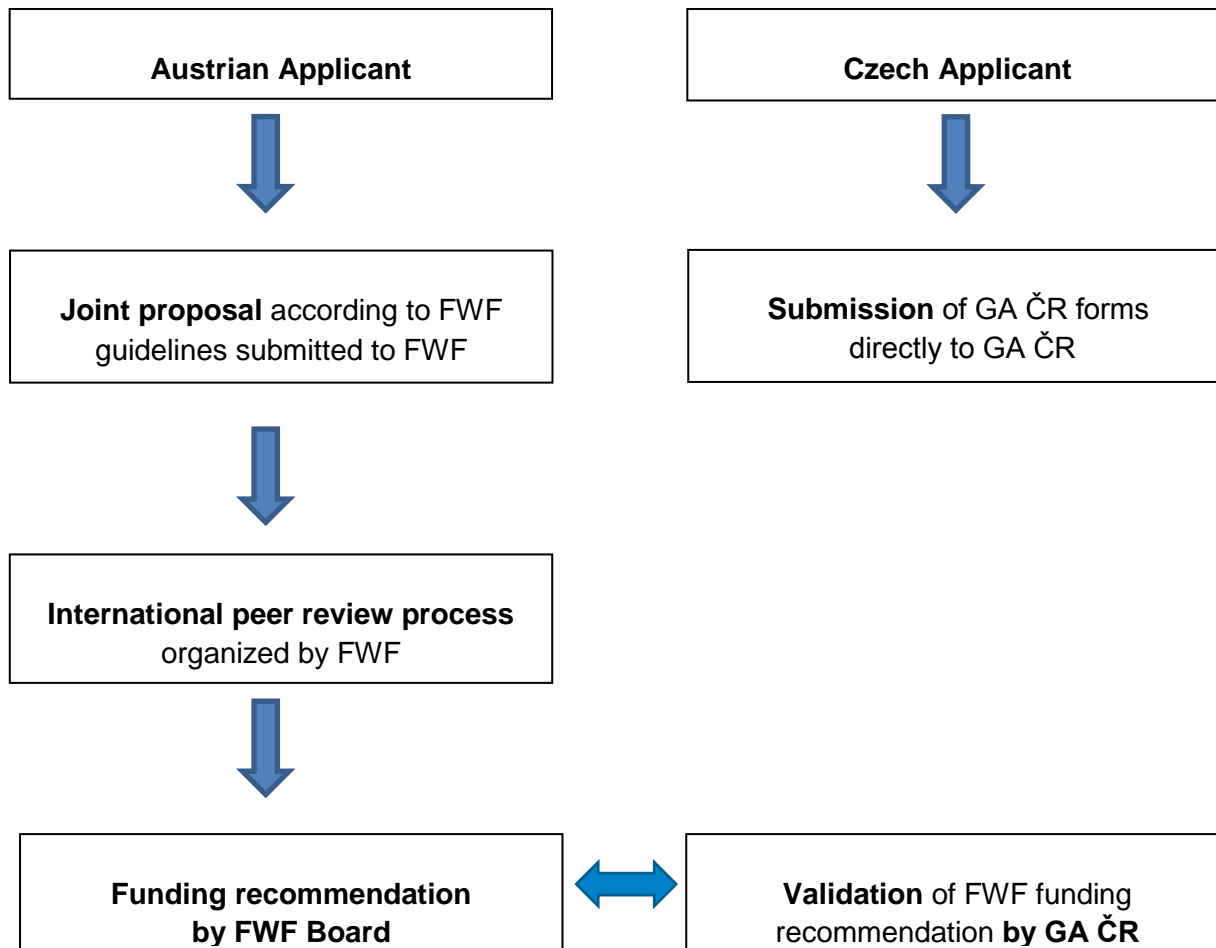 Austrian Applicant
Czech Applicant
Joint proposal according to FWF
guidelines submitted to FWF
Submission of GA ČR forms
directly to GA ČR
International peer review process
organized by FWF
Funding recommendation
by FWF Board
Validation of FWF funding
recommendation by GA ČR